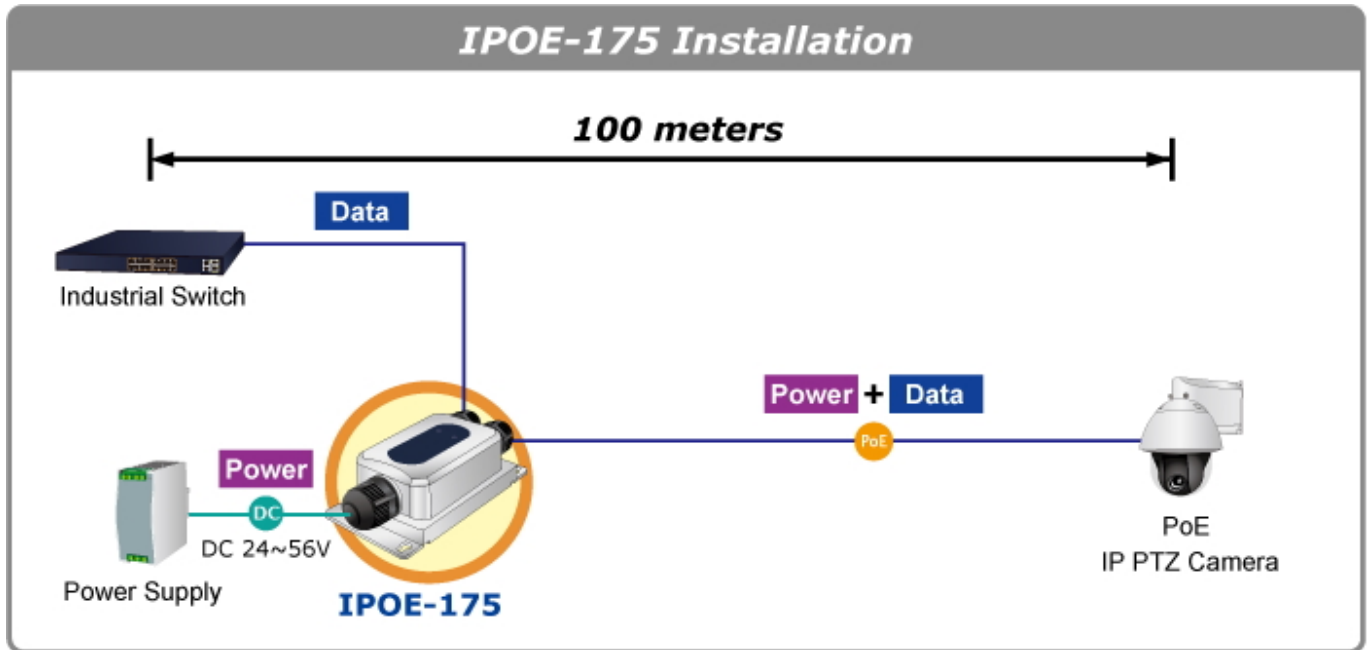 IPOE-175 Installation
100 meters
Data
Industrial Switch
Power + Data
PoE
Power
DC
DC 24~56V
Power Supply
IPOE-175
PoE
IP PTZ Camera